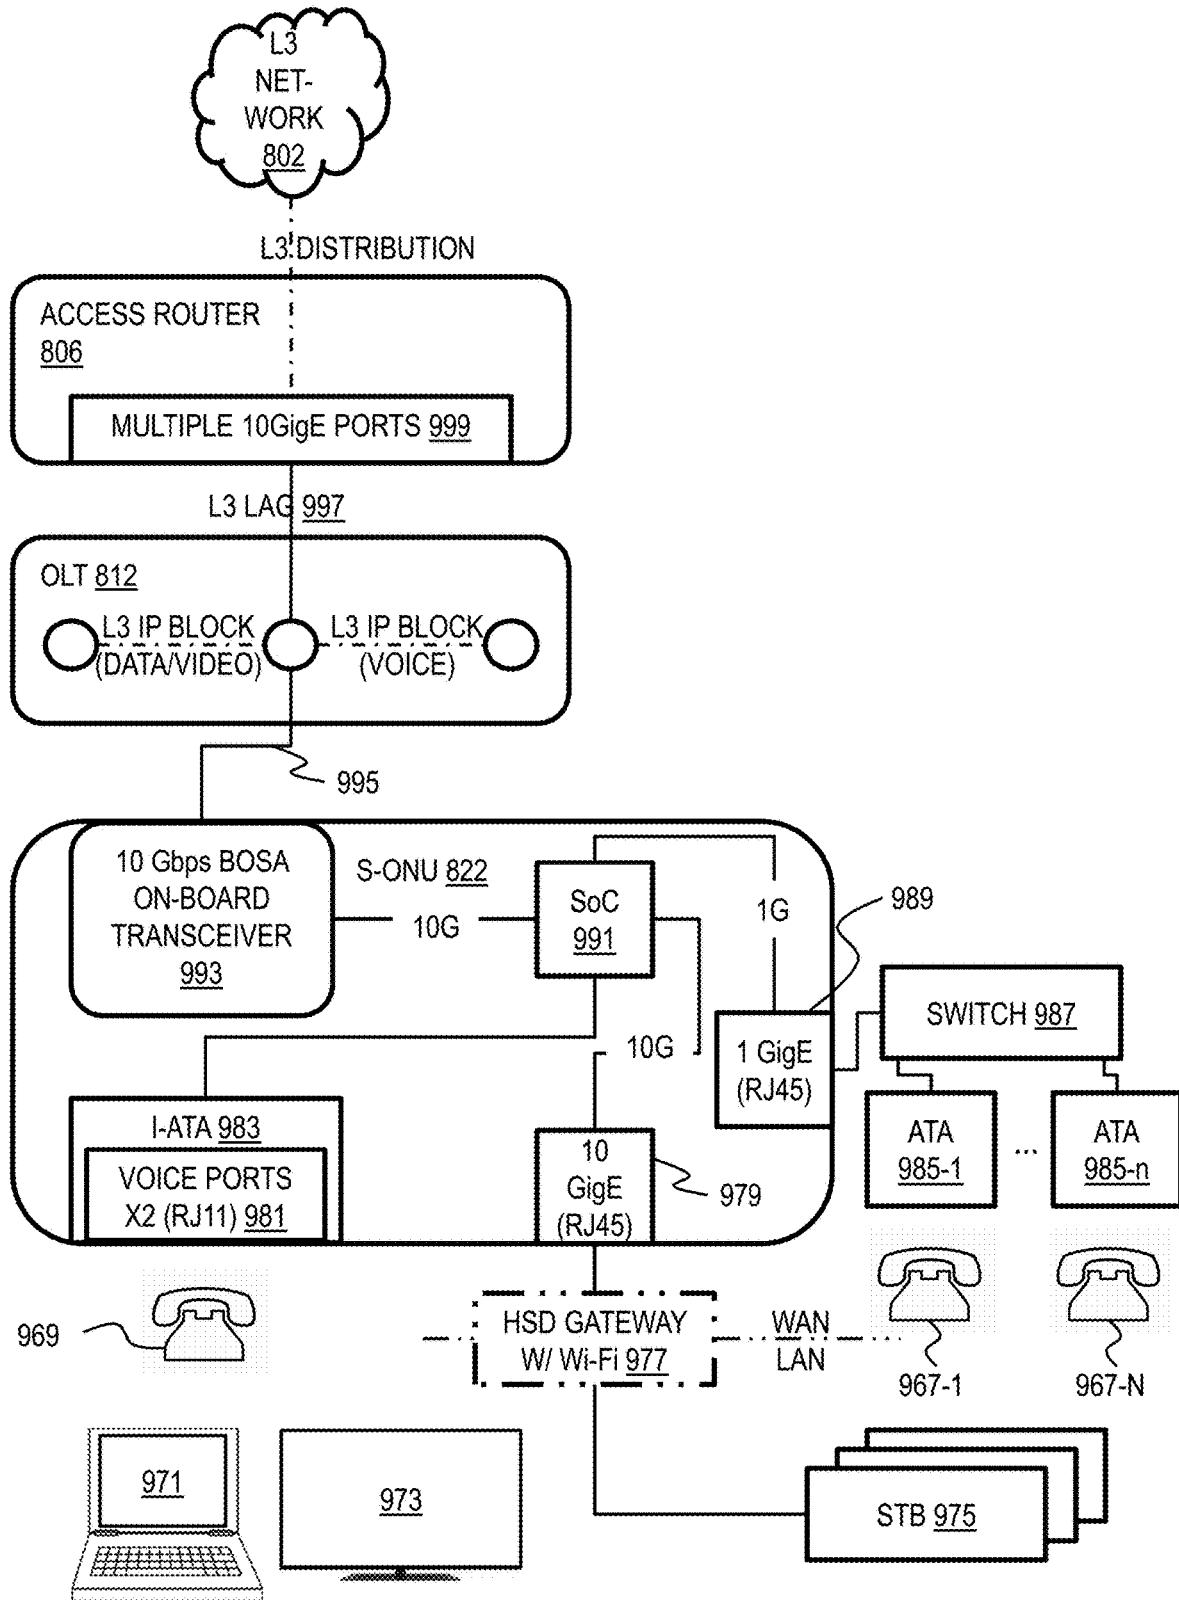 L3
NET-
WORK
802
L3 DISTRIBUTION
ACCESS ROUTER
806
MULTIPLE 10GigE PORTS 999
L3 LAG 997
OLT 812
L3 IP BLOCK
(DATA/VIDEO)
L3 IP BLOCK
(VOICE)
995
10 Gbps BOSA
ON-BOARD
TRANSCEIVER
993
S-ONU 822
10G
SoC
991
1G
989
10G
1 GigE
(RJ45)
SWITCH 987
ATA
985-1
...
ATA
985-n
I-ATA 983
VOICE PORTS
X2 (RJ11) 981
10
GigE
(RJ45)
979
969
HSD GATEWAY
W/ Wi-Fi 977
WAN
LAN
967-1
967-N
971
973
STB 975